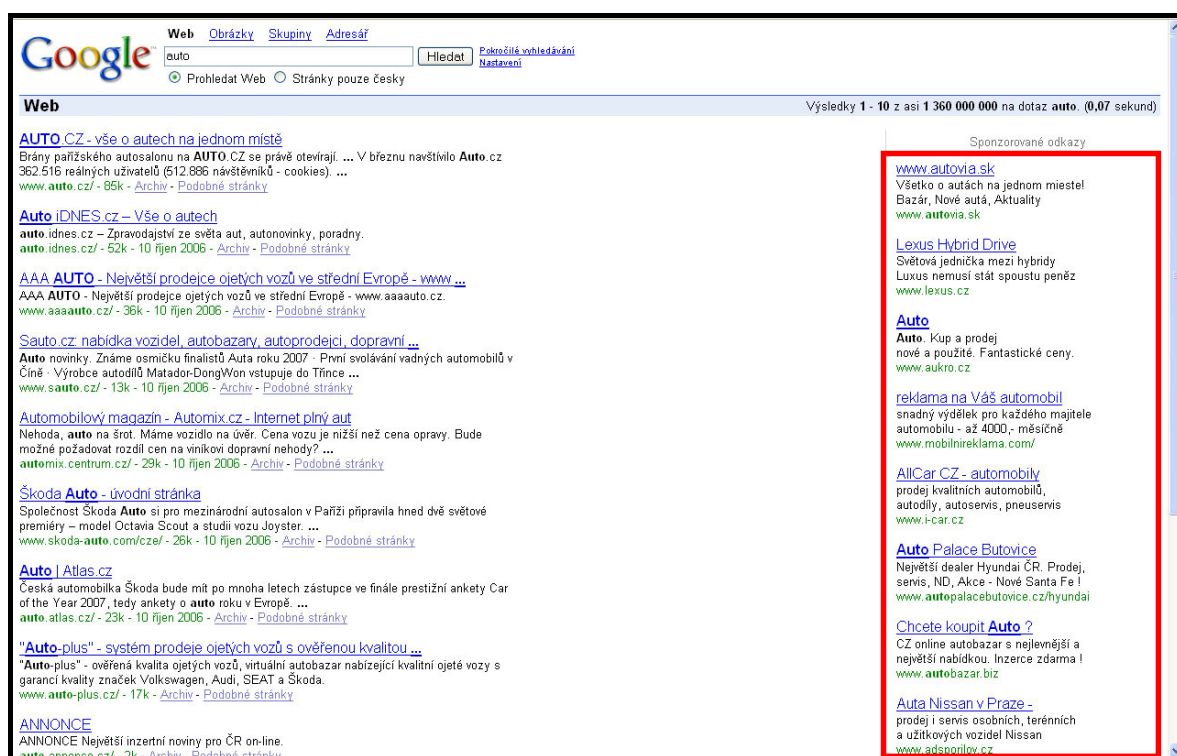 Google
Web Obrázky Skupiny Adresář
auto Hledat Pokročilé vyhledávání
Nastavení
Prohledat Web Stránky pouze česky
Web Výsledky 1 - 10 z asi 1 360 000 000 na dotaz auto. (0,07 sekund)
AUTO.CZ - vše o autech na jednom místě
Brány pařížského autosalonu na AUTO.CZ se právě otevírají. ... V březnu navštívilo Auto.cz
362.516 reálných uživatelů (512.886 návštěvníků - cookies). ...
www.auto.cz/ - 85k - Archiv - Podobné stránky
Auto iDNES.cz – Vše o autech
auto.idnes.cz – Zpravodajství ze světa aut, autonovinky, poradny.
auto.idnes.cz/ - 52k - 10 říjen 2006 - Archiv - Podobné stránky
AAA AUTO - Největší prodejce ojetých vozů ve střední Evropě - www ...
AAA AUTO - Největší prodejce ojetých vozů ve střední Evropě - www.aaaauto.cz.
www.aaaauto.cz/ - 36k - 10 říjen 2006 - Archiv - Podobné stránky
Sauto.cz: nabídka vozidel, autobazary, autoprodejci, dopravní ...
Auto novinky. Známe osmičku finalistů Auta roku 2007 · První svolávání vadných automobilů v
Číně · Výrobce autodílů Matador-DongWon vstupuje do Třince ...
www.sauto.cz/ - 13k - 10 říjen 2006 - Archiv - Podobné stránky
Automobilový magazín - Automix.cz - Internet plný aut
Nehoda, auto na šrot. Máme vozidlo na úvěr. Cena vozu je nižší než cena opravy. Bude
možné požadovat rozdíl cen na viníkovi dopravní nehody? ...
automix.centrum.cz/ - 29k - 10 říjen 2006 - Archiv - Podobné stránky
Škoda Auto - úvodní stránka
Společnost Škoda Auto si pro mezinárodní autosalon v Paříži připravila hned dvě světové
premiéry – model Octavia Scout a studii vozu Joyster. ...
www.skoda-auto.com/cze/ - 26k - 10 říjen 2006 - Archiv - Podobné stránky
Auto | Atlas.cz
Česká automobilka Škoda bude mít po mnoha letech zástupce ve finále prestižní ankety Car
of the Year 2007, tedy ankety o auto roku v Evropě. ...
auto.atlas.cz/ - 23k - 10 říjen 2006 - Archiv - Podobné stránky
"Auto-plus" - systém prodeje ojetých vozů s ověřenou kvalitou ...
"Auto-plus" - ověřená kvalita ojetých vozů, virtuální autobazar nabízející kvalitní ojeté vozy s
garancí kvality značek Volkswagen, Audi, SEAT a Škoda.
www.auto-plus.cz/ - 17k - Archiv - Podobné stránky
ANNONCE
ANNONCE Největší inzertní noviny pro ČR on-line.
auto.annonce.cz/ - 2k - Archiv - Podobné stránky
Sponzorované odkazy
www.autovia.sk
Všetko o autách na jednom mieste!
Bazár, Nové autá, Aktuality
www.autovia.sk
Lexus Hybrid Drive
Světová jednička mezi hybridy
Luxus nemusí stát spoustu peněz
www.lexus.cz
Auto
Auto. Kup a prodej
nové a použité. Fantastické ceny.
www.aukro.cz
reklama na Váš automobil
snadný výdělek pro každého majitele
automobilu - až 4000,- měsíčně
www.mobilnireklama.com/
AllCar CZ - automobily
prodej kvalitních automobilů,
autodíly, autoservis, pneuservis
www.i-car.cz
Auto Palace Butovice
Největší dealer Hyundai ČR. Prodej,
servis, ND, Akce - Nové Santa Fe !
www.autopalacebutovice.cz/hyundai
Chcete koupit Auto ?
CZ online autobazar s nejlevnější a
největší nabídkou. Inzerce zdarma !
www.autobazar.biz
Auta Nissan v Praze -
prodej i servis osobních, terénních
a užitkových vozidel Nissan
www.adsporilov.cz